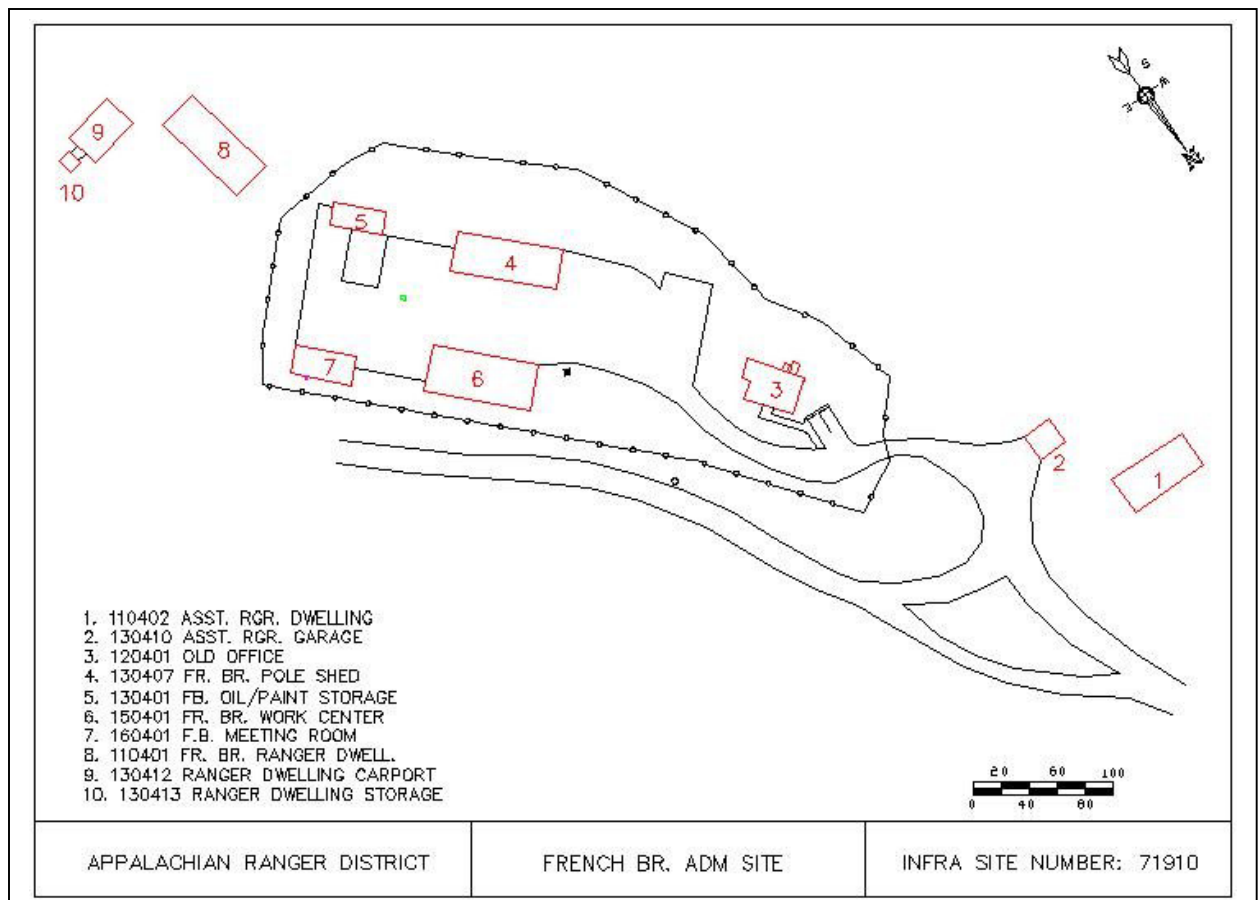 S
9
8
10
5
4
7
6
3
2
1
1. 110402 ASST. RGR. DWELLING
2. 130410 ASST. RGR. GARAGE
3. 120401 OLD OFFICE
4. 130407 FR. BR. POLE SHED
5. 130401 FB. OIL/PAINT STORAGE
6. 150401 FR. BR. WORK CENTER
7. 160401 F.B. MEETING ROOM
8. 110401 FR. BR. RANGER DWELL.
9. 130412 RANGER DWELLING CARPORT
10. 130413 RANGER DWELLING STORAGE
20 60 100
0 40 80
APPALACHIAN RANGER DISTRICT
FRENCH BR. ADM SITE
INFRA SITE NUMBER: 71910